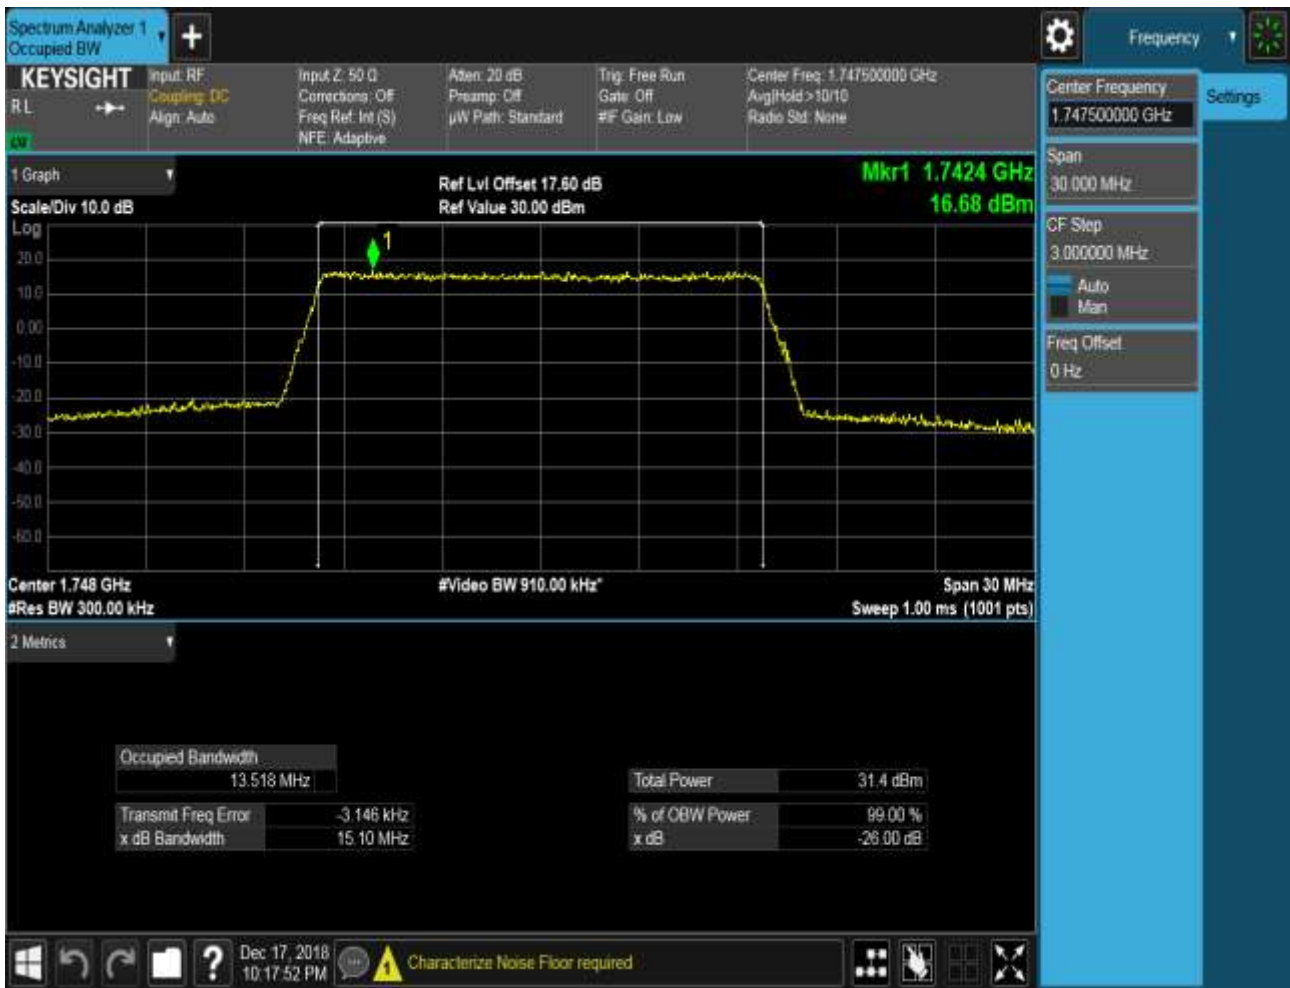 Spectrum Analyzer 1
Occupied BW
Frequency
KEYSIGHT
R L
Input: RF
Coupling: DC
Align: Auto
Input Z: 50 Ω
Corrections: Off
Freq Ref: Int (S)
NFE: Adaptive
Atten: 20 dB
Preamp: Off
µW Path: Standard
Trig: Free Run
Gate: Off
#IF Gain: Low
Center Freq: 1.747500000 GHz
Avg|Hold >10/10
Radio Std: None
Center Frequency
1.747500000 GHz
Settings
Span
30.000 MHz
CF Step
3.000000 MHz
Auto
Man
Freq Offset
0 Hz
1 Graph
Scale/Div 10.0 dB
Ref Lvl Offset 17.60 dB
Ref Value 30.00 dBm
Mkr1 1.7424 GHz
16.68 dBm
Log
1
20.0
10.0
0.00
-10.0
-20.0
-30.0
-40.0
-50.0
-60.0
Center 1.748 GHz
#Res BW 300.00 kHz
#Video BW 910.00 kHz*
Span 30 MHz
Sweep 1.00 ms (1001 pts)
2 Metrics
Occupied Bandwidth
13.518 MHz
Total Power 31.4 dBm
Transmit Freq Error -3.146 kHz
% of OBW Power 99.00 %
x dB Bandwidth 15.10 MHz
x dB -26.00 dB
?
Dec 17, 2018
10:17:52 PM
1
Characterize Noise Floor required